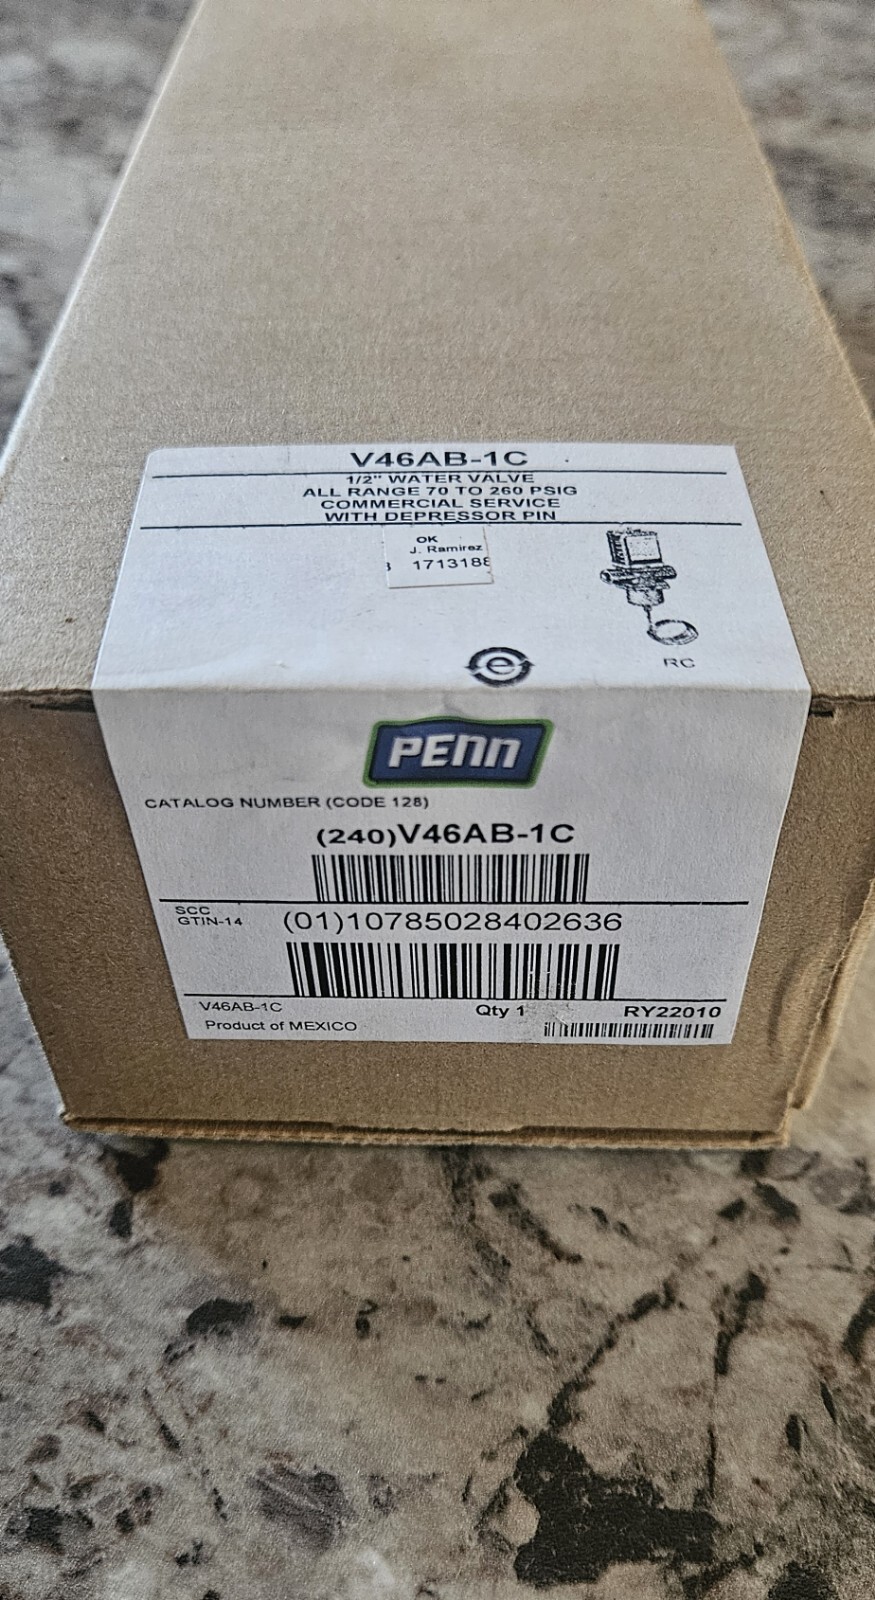 V46AB-1C
1/2" WATER VALVE
ALL RANGE 70 TO 260 PSIG
COMMERCIAL SERVICE
WITH DEPRESSOR PIN
OK
J. Ramirez
171318
RC
e
PENN
CATALOG NUMBER (CODE 128)
(240)V46AB-1C
SCC
GTIN-14 (01)10785028402636
V46AB-1C Qty 1 RY22010
Product of MEXICO